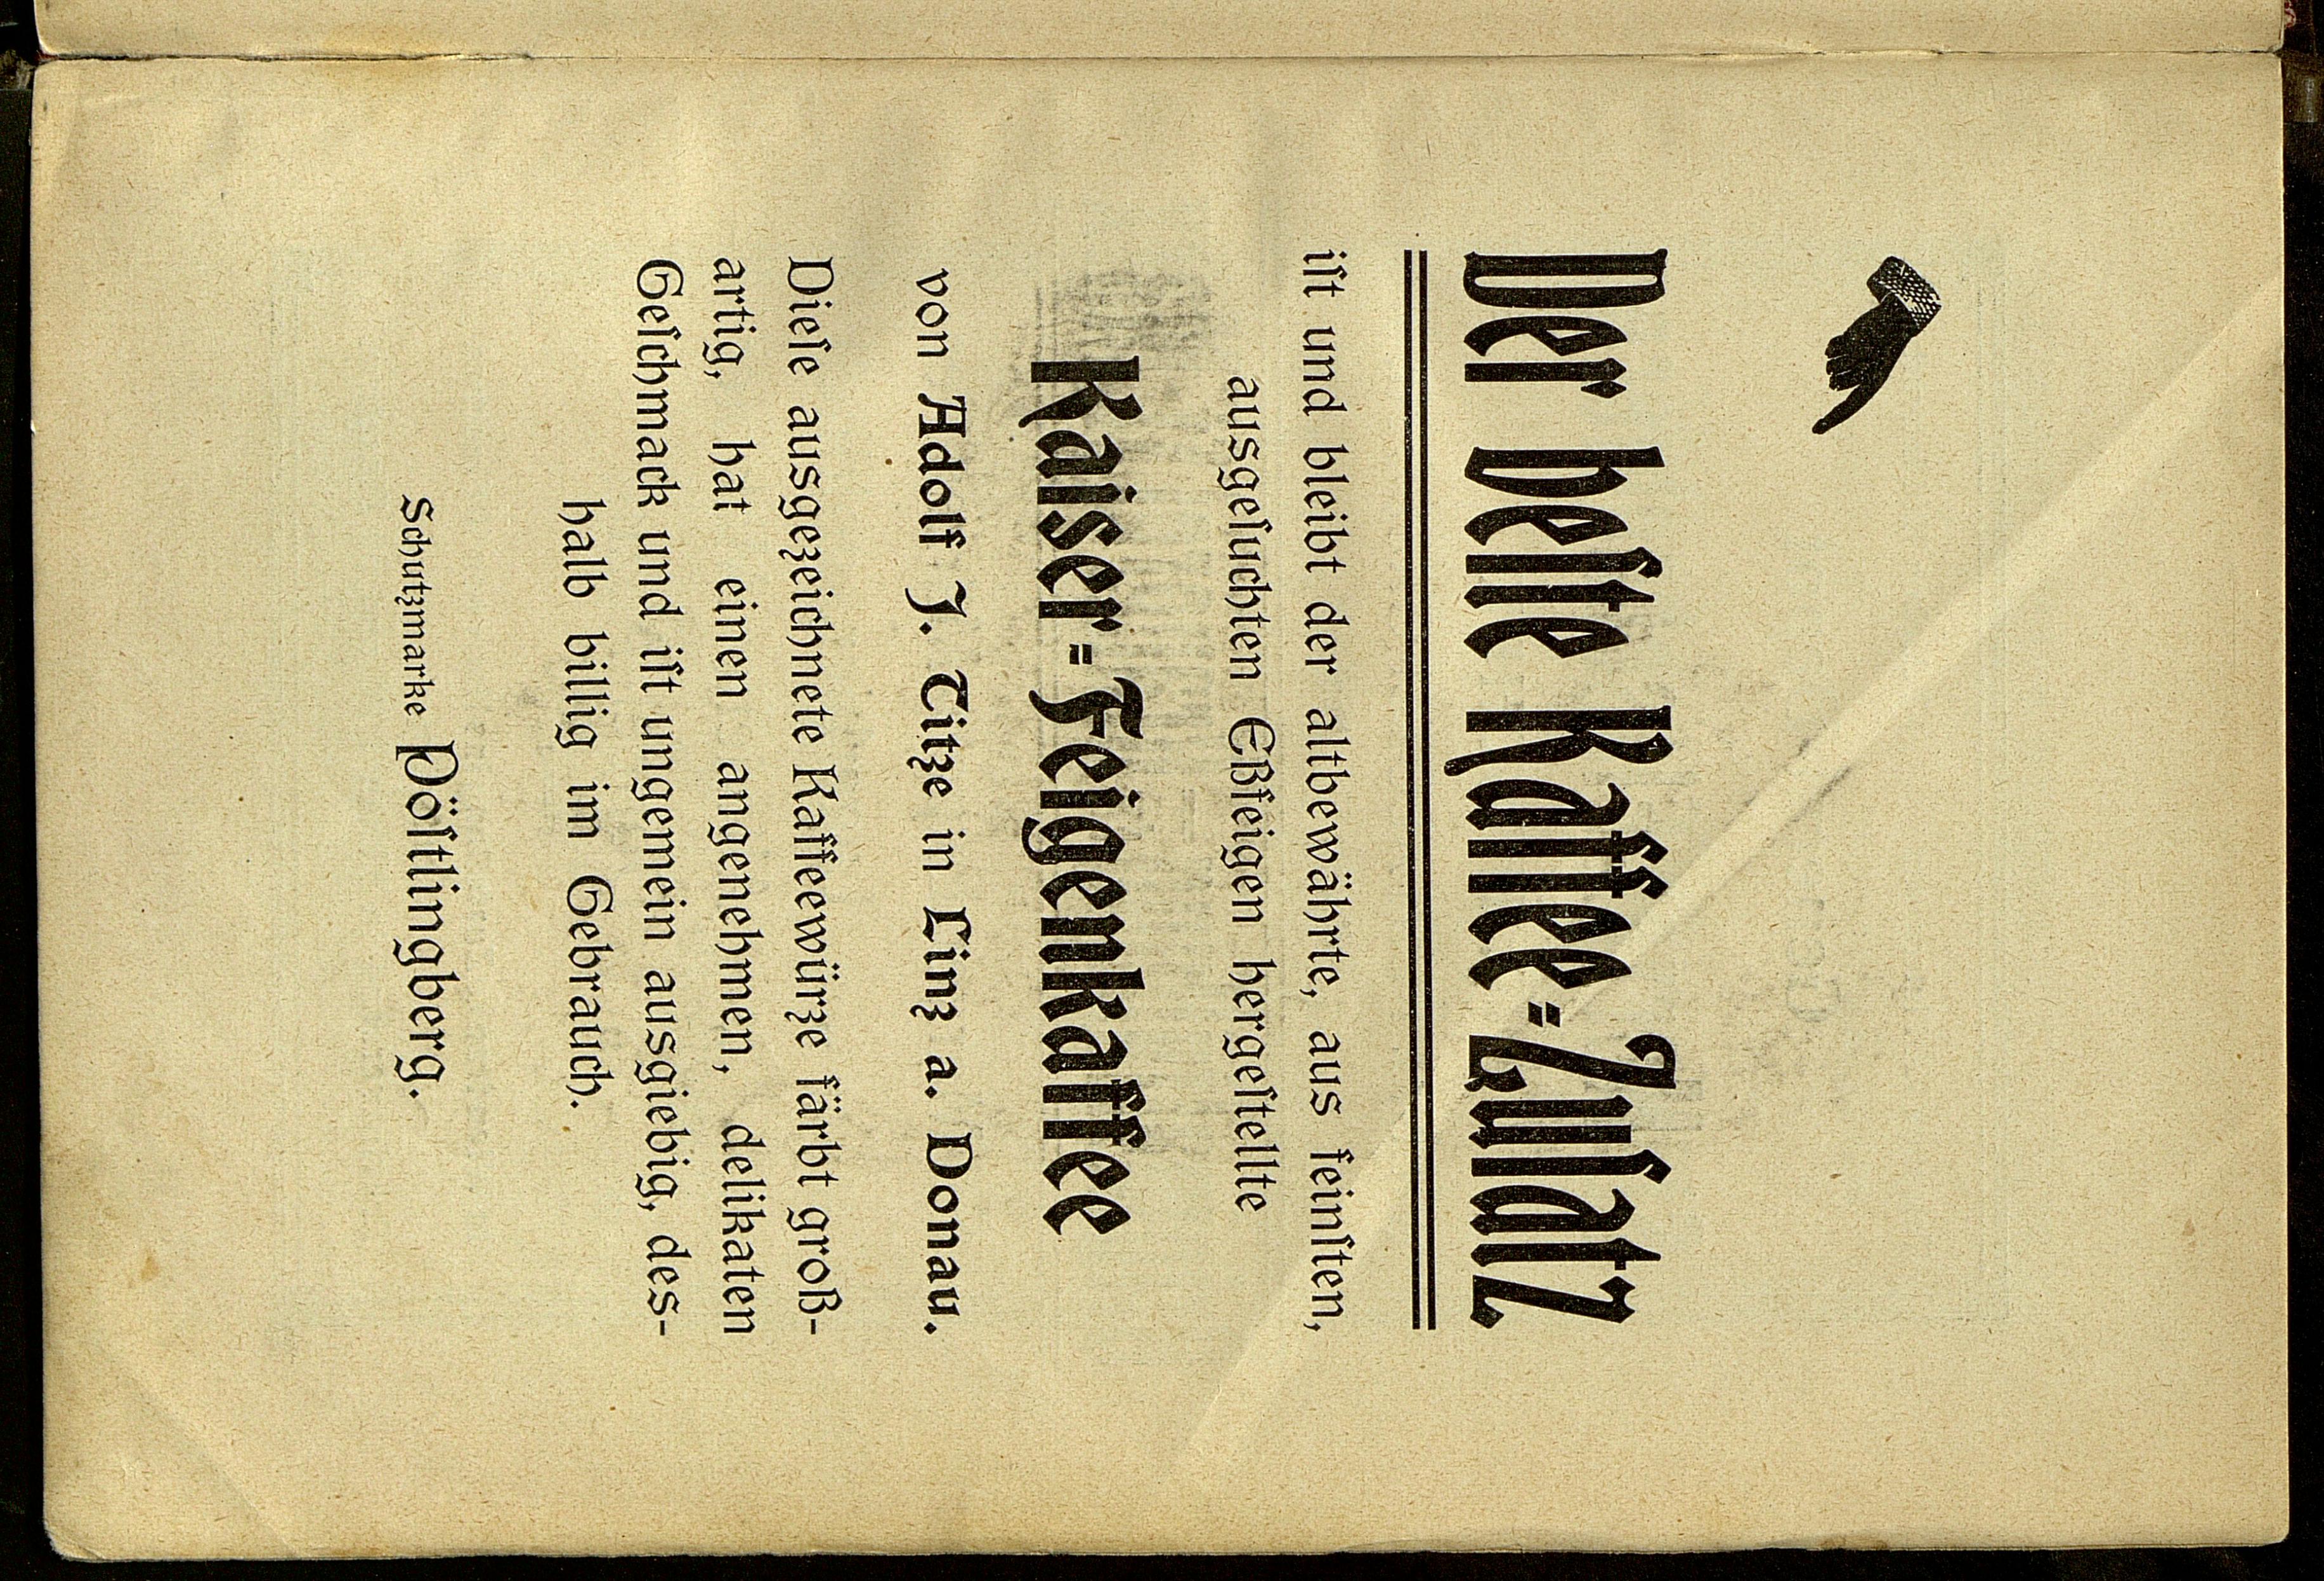 Der beſte Kaffee-Zuſatz
iſt und bleibt der altbewährte, aus feinſten,
ausgeſuchten Eßfeigen hergeſtellte
Kaiser-Feigenkaffee
von Adolf J. Titze in Linz a. Donau.
Dieſe ausgezeichnete Kaffeewürze färbt groß-
artig, hat einen angenehmen, delikaten
Geſchmack und iſt ungemein ausgiebig, des-
halb billig im Gebrauch.
Schutzmarke Pöſtlingberg.